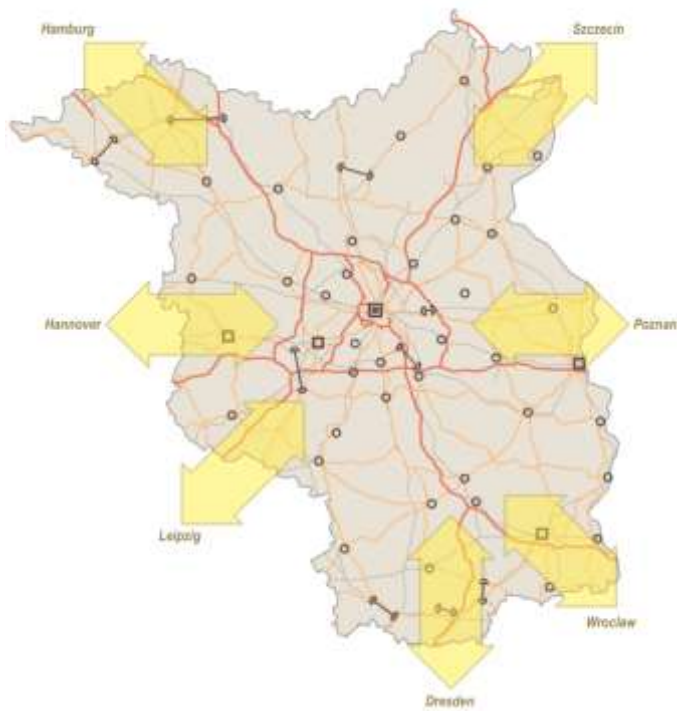 Hamburg
Szczecin
Hannover
Poznan
Leipzig
Wroclaw
Dresden